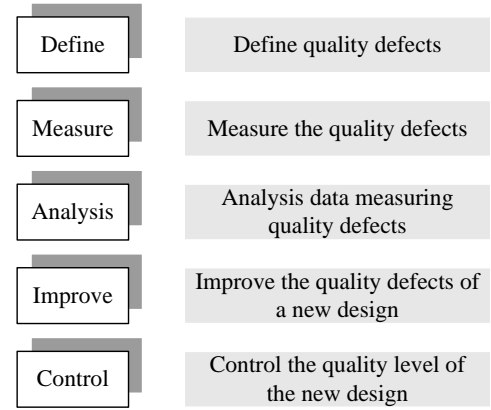 Define
Define quality defects
Measure
Measure the quality defects
Analysis
Analysis data measuring
quality defects
Improve
Improve the quality defects of
a new design
Control
Control the quality level of
the new design